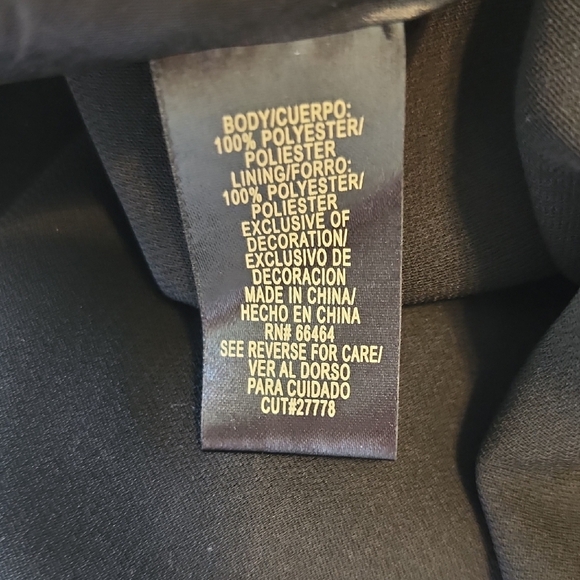 BODY/CUERPO:
100% POLYESTER/
POLIESTER
LINING/FORRO:
100% POLYESTER/
POLIESTER
EXCLUSIVE OF
DECORATION/
EXCLUSIVO DE
DECORACION
MADE IN CHINA/
HECHO EN CHINA
RN# 66464
SEE REVERSE FOR CARE/
VER AL DORSO
PARA CUIDADO
CUT#27778